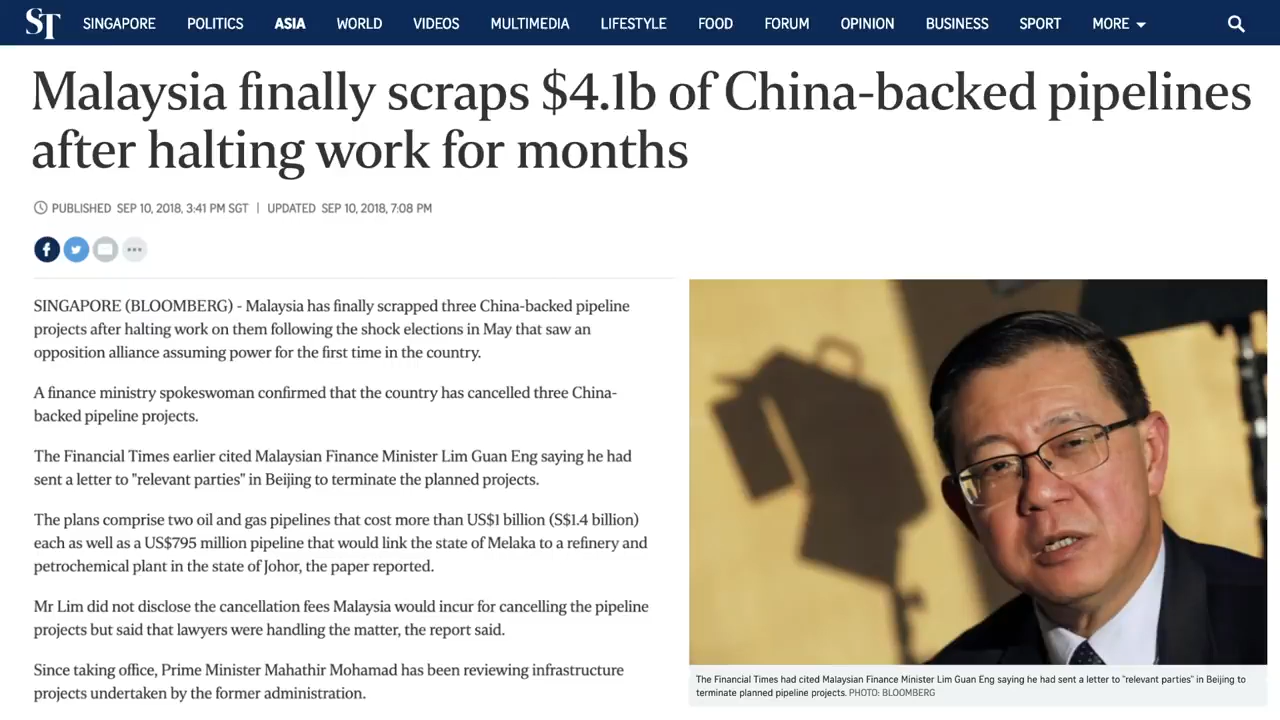 ST SINGAPORE POLITICS ASIA WORLD VIDEOS MULTIMEDIA LIFESTYLE FOOD FORUM OPINION BUSINESS SPORT MORE
Malaysia finally scraps $4.1b of China-backed pipelines
after halting work for months
PUBLISHED SEP 10, 2018, 3:41 PM SGT | UPDATED SEP 10, 2018, 7:08 PM
SINGAPORE (BLOOMBERG) - Malaysia has finally scrapped three China-backed pipeline
projects after halting work on them following the shock elections in May that saw an
opposition alliance assuming power for the first time in the country.
A finance ministry spokeswoman confirmed that the country has cancelled three China-
backed pipeline projects.
The Financial Times earlier cited Malaysian Finance Minister Lim Guan Eng saying he had
sent a letter to "relevant parties" in Beijing to terminate the planned projects.
The plans comprise two oil and gas pipelines that cost more than US$1 billion (S$1.4 billion)
each as well as a US$795 million pipeline that would link the state of Melaka to a refinery and
petrochemical plant in the state of Johor, the paper reported.
Mr Lim did not disclose the cancellation fees Malaysia would incur for cancelling the pipeline
projects but said that lawyers were handling the matter, the report said.
Since taking office, Prime Minister Mahathir Mohamad has been reviewing infrastructure
projects undertaken by the former administration.
The Financial Times had cited Malaysian Finance Minister Lim Guan Eng saying he had sent a letter to "relevant parties" in Beijing to
terminate planned pipeline projects. PHOTO: BLOOMBERG